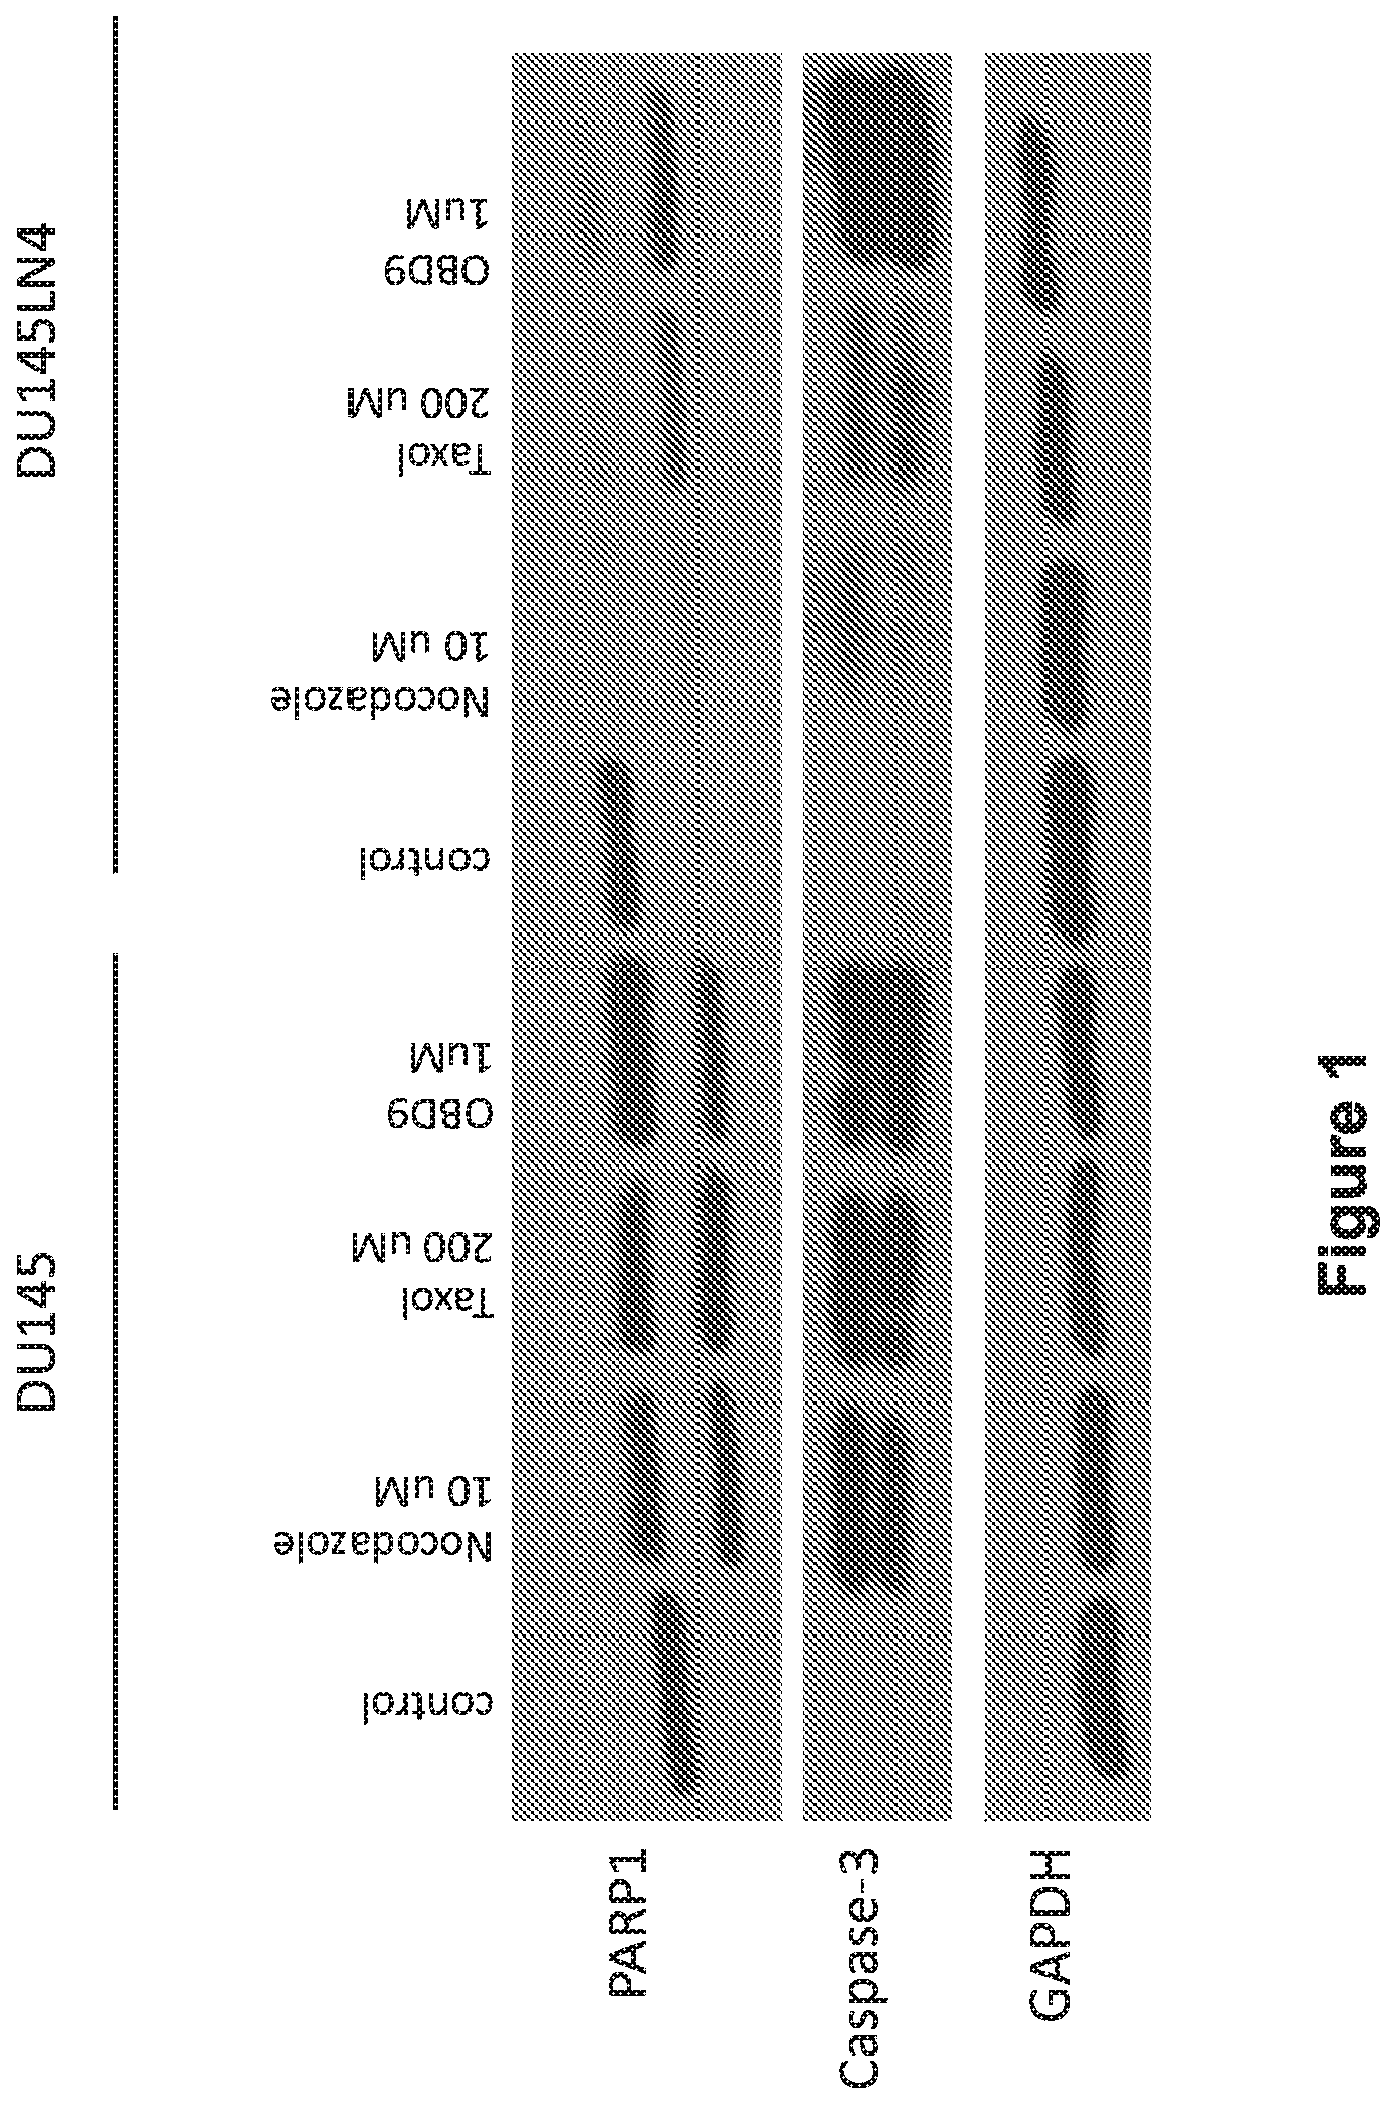 DU145
DU145LN4
control
Nocodazole
10 uM
Taxol
200 uM
OBD9
1uM
control
Nocodazole
10 uM
Taxol
200 uM
OBD9
1uM
PARP1
Caspase-3
GAPDH
Figure 1